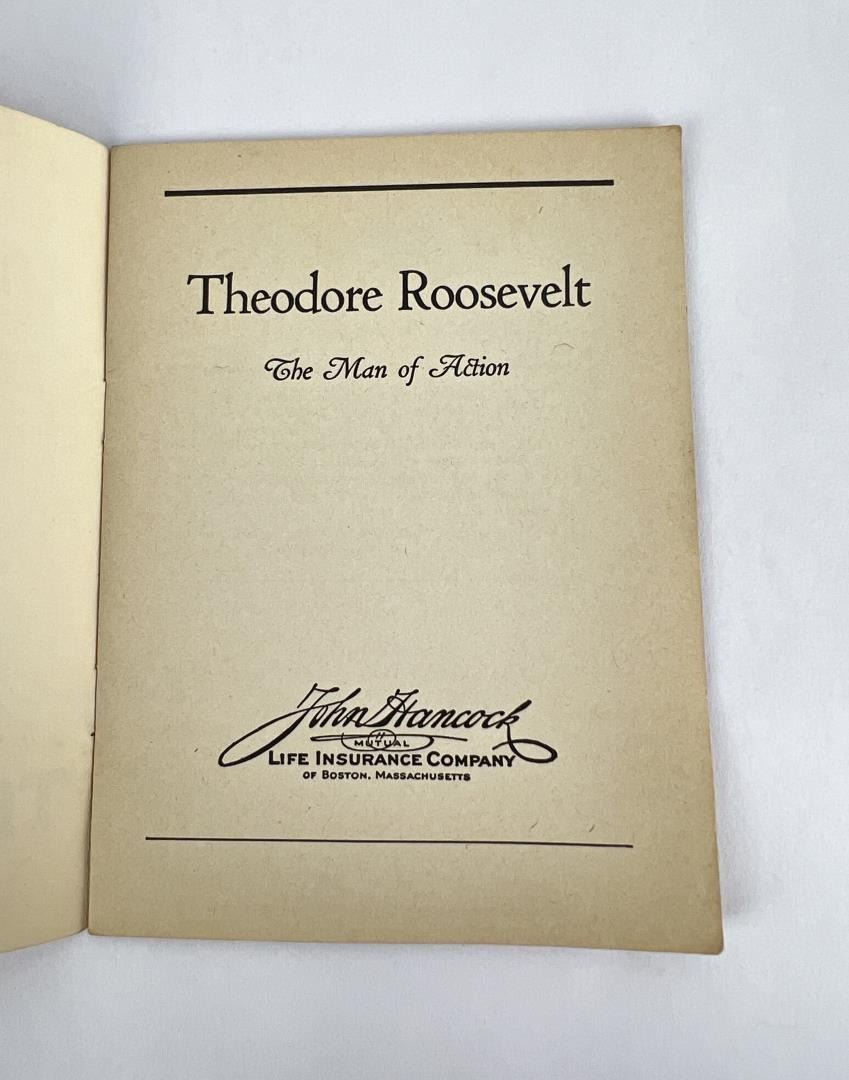 Theodore Roosevelt
The Man of Action
John Hancock
MUTUAL
LIFE INSURANCE COMPANY
OF BOSTON, MASSACHUSETTS